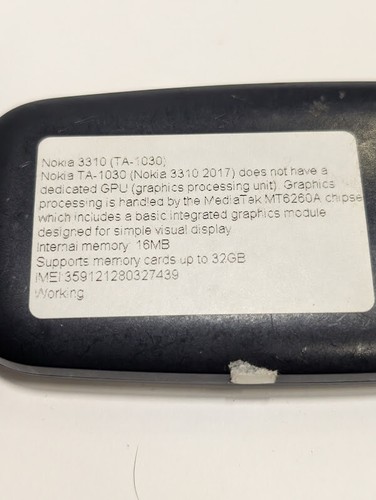 Nokia 3310 (TA-1030)
Nokia TA-1030 (Nokia 3310 2017) does not have a
dedicated GPU (graphics processing unit). Graphics
processing is handled by the MediaTek MT6260A chipse
which includes a basic integrated graphics module
designed for simple visual display.
Internal memory: 16MB
Supports memory cards up to 32GB
IMEI 359121280327439
Working